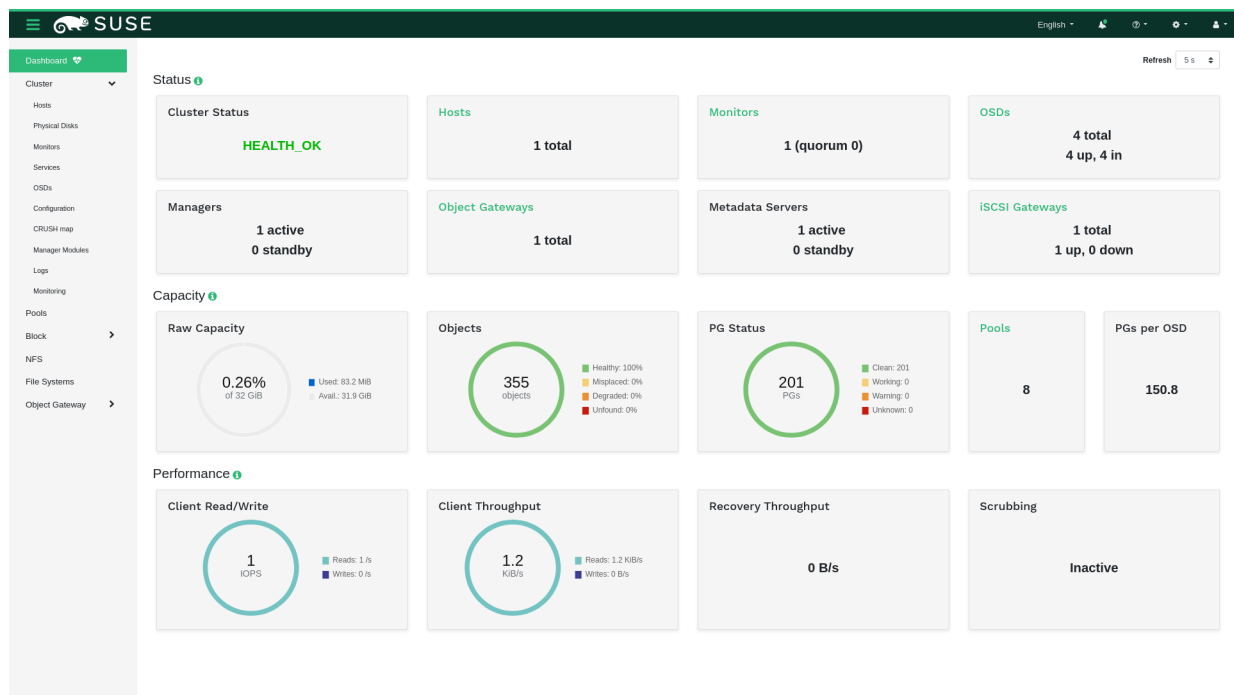 SUSE
English
Dashboard
Refresh 5 s
Cluster
Hosts
Physical Disks
Monitors
Services
OSDs
Configuration
CRUSH map
Manager Modules
Logs
Monitoring
Pools
Block
NFS
File Systems
Object Gateway
Status
Cluster Status
HEALTH_OK
Hosts
1 total
Monitors
1 (quorum 0)
OSDs
4 total
4 up, 4 in
Managers
1 active
0 standby
Object Gateways
1 total
Metadata Servers
1 active
0 standby
iSCSI Gateways
1 total
1 up, 0 down
Capacity
Raw Capacity
0.26%
of 32 GiB
Used: 83.2 MiB
Avail.: 31.9 GiB
Objects
355
objects
Healthy: 100%
Misplaced: 0%
Degraded: 0%
Unfound: 0%
PG Status
201
PGs
Clean: 201
Working: 0
Warning: 0
Unknown: 0
Pools
8
PGs per OSD
150.8
Performance
Client Read/Write
1
IOPS
Reads: 1 /s
Writes: 0 /s
Client Throughput
1.2
KiB/s
Reads: 1.2 KiB/s
Writes: 0 B/s
Recovery Throughput
0 B/s
Scrubbing
Inactive